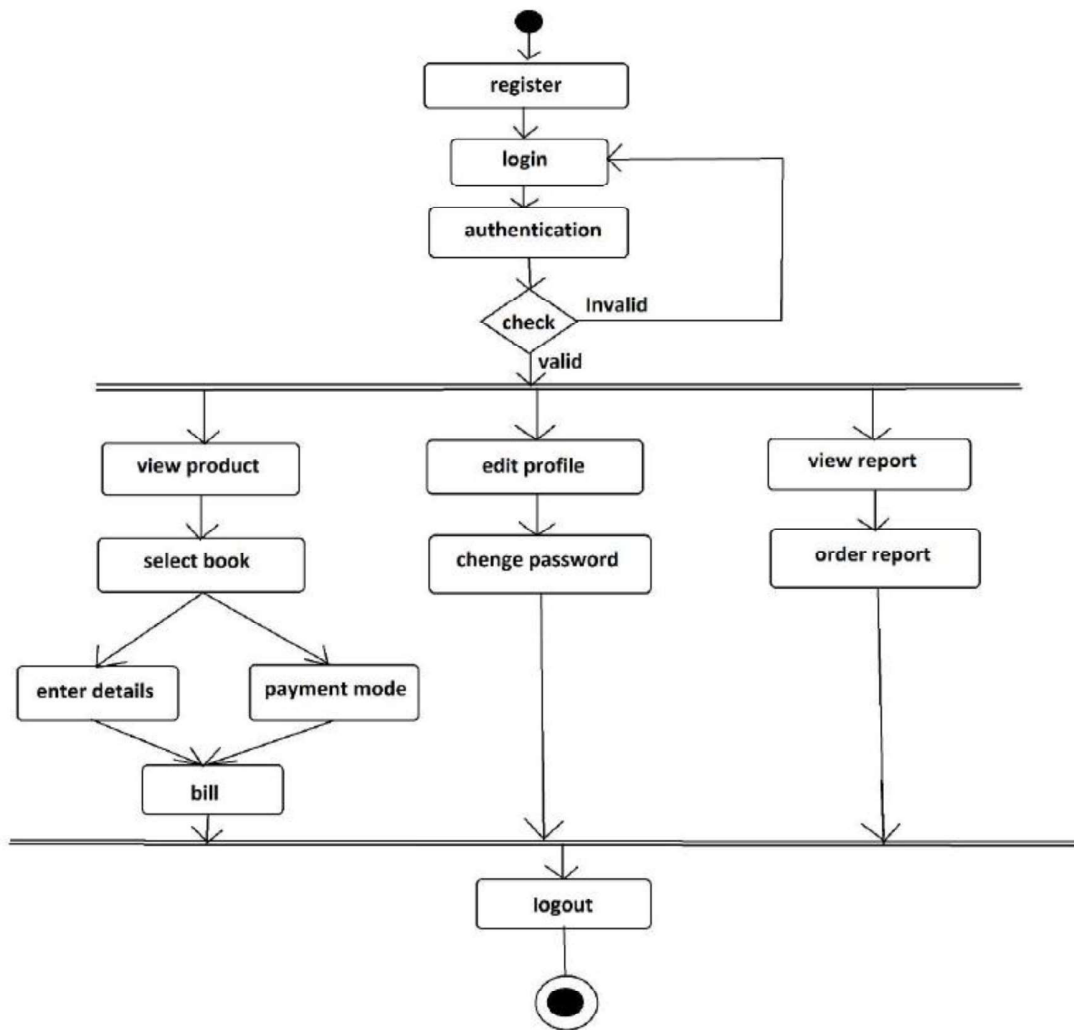 register
login
authentication
check
Invalid
valid
view product
edit profile
view report
select book
chenge password
order report
enter details
payment mode
bill
logout